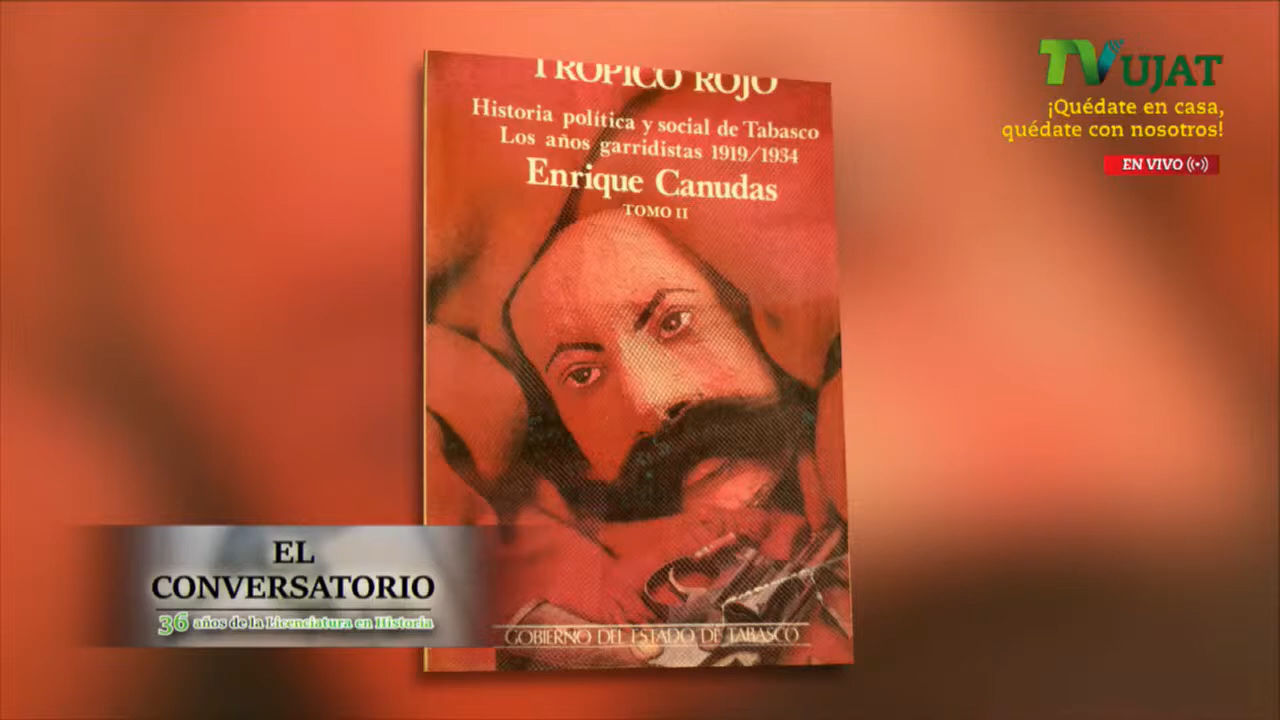 TRÓPICO ROJO
Historia política y social de Tabasco
Los años garridistas 1919/1934
Enrique Canudas
TOMO II
GOBIERNO DEL ESTADO DE TABASCO
TVUJAT
¡Quédate en casa,
quédate con nosotros!
EN VIVO
EL
CONVERSATORIO
36 años de la Licenciatura en Historia